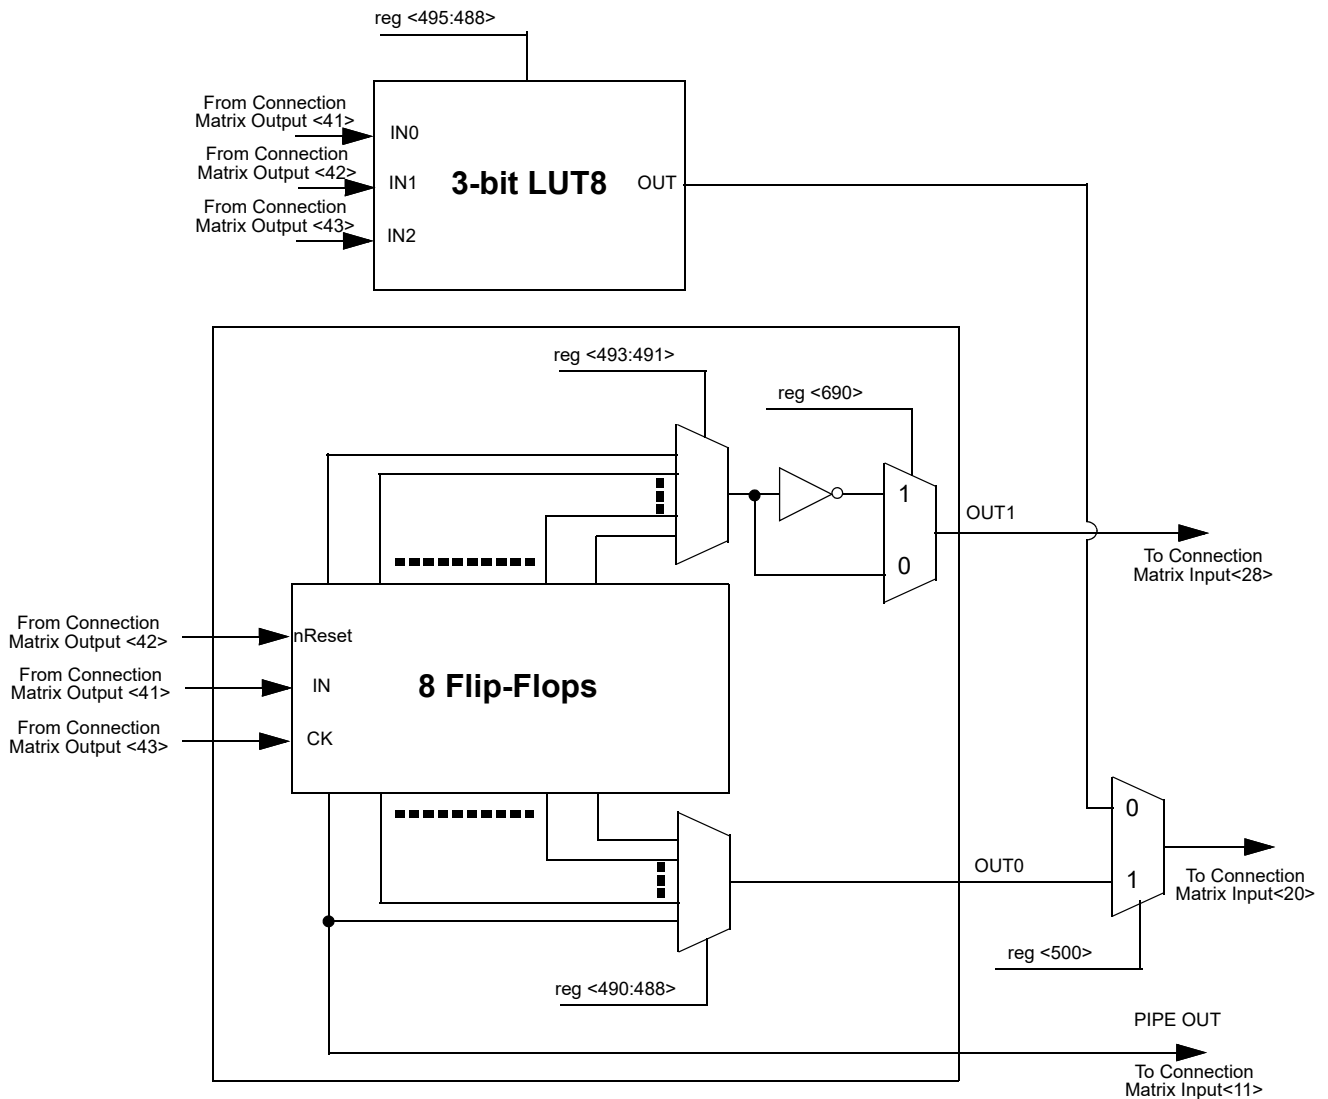 reg <495:488>
From Connection
Matrix Output <41>
IN0
From Connection
Matrix Output <42>
IN1
3-bit LUT8
OUT
From Connection
Matrix Output <43>
IN2
reg <493:491>
reg <690>
1
OUT1
0
To Connection
Matrix Input<28>
From Connection
Matrix Output <42>
nReset
From Connection
Matrix Output <41>
IN
8 Flip-Flops
From Connection
Matrix Output <43>
CK
0
OUT0
1
To Connection
Matrix Input<20>
reg <500>
reg <490:488>
PIPE OUT
To Connection
Matrix Input<11>